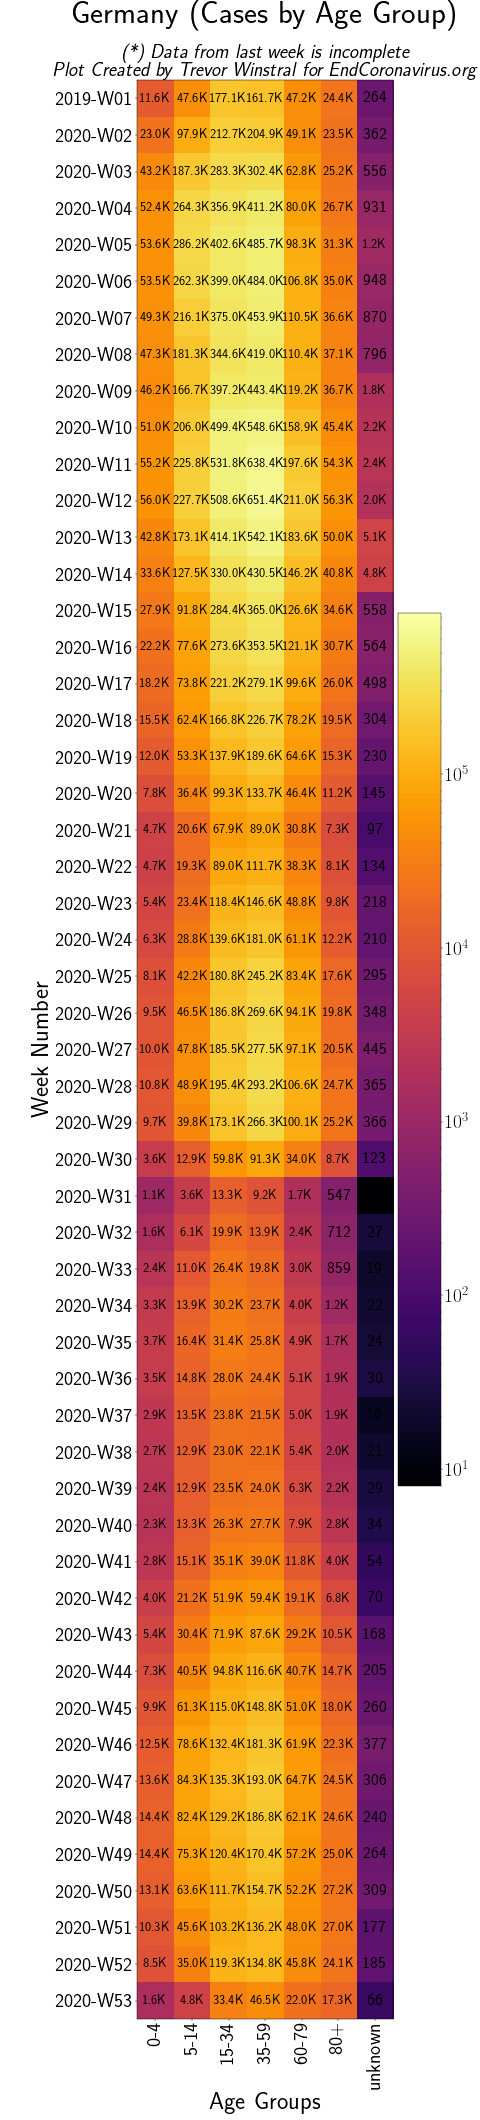 Germany (Cases by Age Group)
(*) Data from last week is incomplete
Plot Created by Trevor Winstral for EndCoronavirus.org
2019-W01 11.6K 47.6K 177.1K 161.7K 47.2K 24.4K 264
2020-W02 23.0K 97.9K 212.7K 204.9K 49.1K 23.5K 362
2020-W03 43.2K 187.3K 283.3K 302.4K 62.8K 25.2K 556
2020-W04 52.4K 264.3K 356.9K 411.2K 80.0K 26.7K 931
2020-W05 53.6K 286.2K 402.6K 485.7K 98.3K 31.3K 1.2K
2020-W06 53.5K 262.3K 399.0K 484.0K 106.8K 35.0K 948
2020-W07 49.3K 216.1K 375.0K 453.9K 110.5K 36.6K 870
2020-W08 47.3K 181.3K 344.6K 419.0K 110.4K 37.1K 796
2020-W09 46.2K 166.7K 397.2K 443.4K 119.2K 36.7K 1.8K
2020-W10 51.0K 206.0K 499.4K 548.6K 158.9K 45.4K 2.2K
2020-W11 55.2K 225.8K 531.8K 638.4K 197.6K 54.3K 2.4K
2020-W12 56.0K 227.7K 508.6K 651.4K 211.0K 56.3K 2.0K
2020-W13 42.8K 173.1K 414.1K 542.1K 183.6K 50.0K 5.1K
2020-W14 33.6K 127.5K 330.0K 430.5K 146.2K 40.8K 4.8K
2020-W15 27.9K 91.8K 284.4K 365.0K 126.6K 34.6K 558
2020-W16 22.2K 77.6K 273.6K 353.5K 121.1K 30.7K 564
2020-W17 18.2K 73.8K 221.2K 279.1K 99.6K 26.0K 498
2020-W18 15.5K 62.4K 166.8K 226.7K 78.2K 19.5K 304
2020-W19 12.0K 53.3K 137.9K 189.6K 64.6K 15.3K 230
2020-W20 7.8K 36.4K 99.3K 133.7K 46.4K 11.2K 145
2020-W21 4.7K 20.6K 67.9K 89.0K 30.8K 7.3K 97
2020-W22 4.7K 19.3K 89.0K 111.7K 38.3K 8.1K 134
2020-W23 5.4K 23.4K 118.4K 146.6K 48.8K 9.8K 218
2020-W24 6.3K 28.8K 139.6K 181.0K 61.1K 12.2K 210
2020-W25 8.1K 42.2K 180.8K 245.2K 83.4K 17.6K 295
2020-W26 9.5K 46.5K 186.8K 269.6K 94.1K 19.8K 348
2020-W27 10.0K 47.8K 185.5K 277.5K 97.1K 20.5K 445
2020-W28 10.8K 48.9K 195.4K 293.2K 106.6K 24.7K 365
2020-W29 9.7K 39.8K 173.1K 266.3K 100.1K 25.2K 366
2020-W30 3.6K 12.9K 59.8K 91.3K 34.0K 8.7K 123
2020-W31 1.1K 3.6K 13.3K 9.2K 1.7K 547
2020-W32 1.6K 6.1K 19.9K 13.9K 2.4K 712 27
2020-W33 2.4K 11.0K 26.4K 19.8K 3.0K 859 19
2020-W34 3.3K 13.9K 30.2K 23.7K 4.0K 1.2K 22
2020-W35 3.7K 16.4K 31.4K 25.8K 4.9K 1.7K 24
2020-W36 3.5K 14.8K 28.0K 24.4K 5.1K 1.9K 30
2020-W37 2.9K 13.5K 23.8K 21.5K 5.0K 1.9K 16
2020-W38 2.7K 12.9K 23.0K 22.1K 5.4K 2.0K 21
2020-W39 2.4K 12.9K 23.5K 24.0K 6.3K 2.2K 29
2020-W40 2.3K 13.3K 26.3K 27.7K 7.9K 2.8K 34
2020-W41 2.8K 15.1K 35.1K 39.0K 11.8K 4.0K 54
2020-W42 4.0K 21.2K 51.9K 59.4K 19.1K 6.8K 70
2020-W43 5.4K 30.4K 71.9K 87.6K 29.2K 10.5K 168
2020-W44 7.3K 40.5K 94.8K 116.6K 40.7K 14.7K 205
2020-W45 9.9K 61.3K 115.0K 148.8K 51.0K 18.0K 260
2020-W46 12.5K 78.6K 132.4K 181.3K 61.9K 22.3K 377
2020-W47 13.6K 84.3K 135.3K 193.0K 64.7K 24.5K 306
2020-W48 14.4K 82.4K 129.2K 186.8K 62.1K 24.6K 240
2020-W49 14.4K 75.3K 120.4K 170.4K 57.2K 25.0K 264
2020-W50 13.1K 63.6K 111.7K 154.7K 52.2K 27.2K 309
2020-W51 10.3K 45.6K 103.2K 136.2K 48.0K 27.0K 177
2020-W52 8.5K 35.0K 119.3K 134.8K 45.8K 24.1K 185
2020-W53 1.6K 4.8K 33.4K 46.5K 22.0K 17.3K 66
0-4 5-14 15-34 35-59 60-79 80+ unknown
Age Groups
Week Number
10^5
10^4
10^3
10^2
10^1